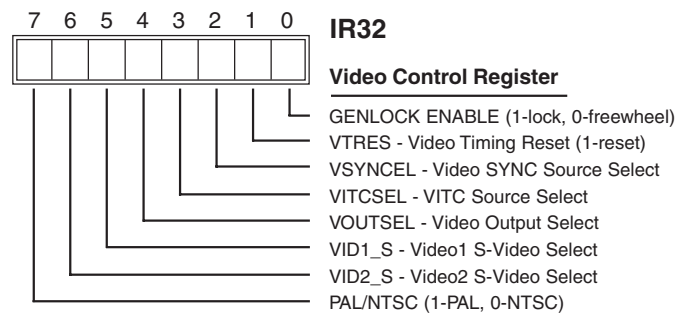 7 6 5 4 3 2 1 0
IR32
Video Control Register
GENLOCK ENABLE (1-lock, 0-freewheel)
VTRES - Video Timing Reset (1-reset)
VSYNCEL - Video SYNC Source Select
VITCSEL - VITC Source Select
VOUTSEL - Video Output Select
VID1_S - Video1 S-Video Select
VID2_S - Video2 S-Video Select
PAL/NTSC (1-PAL, 0-NTSC)